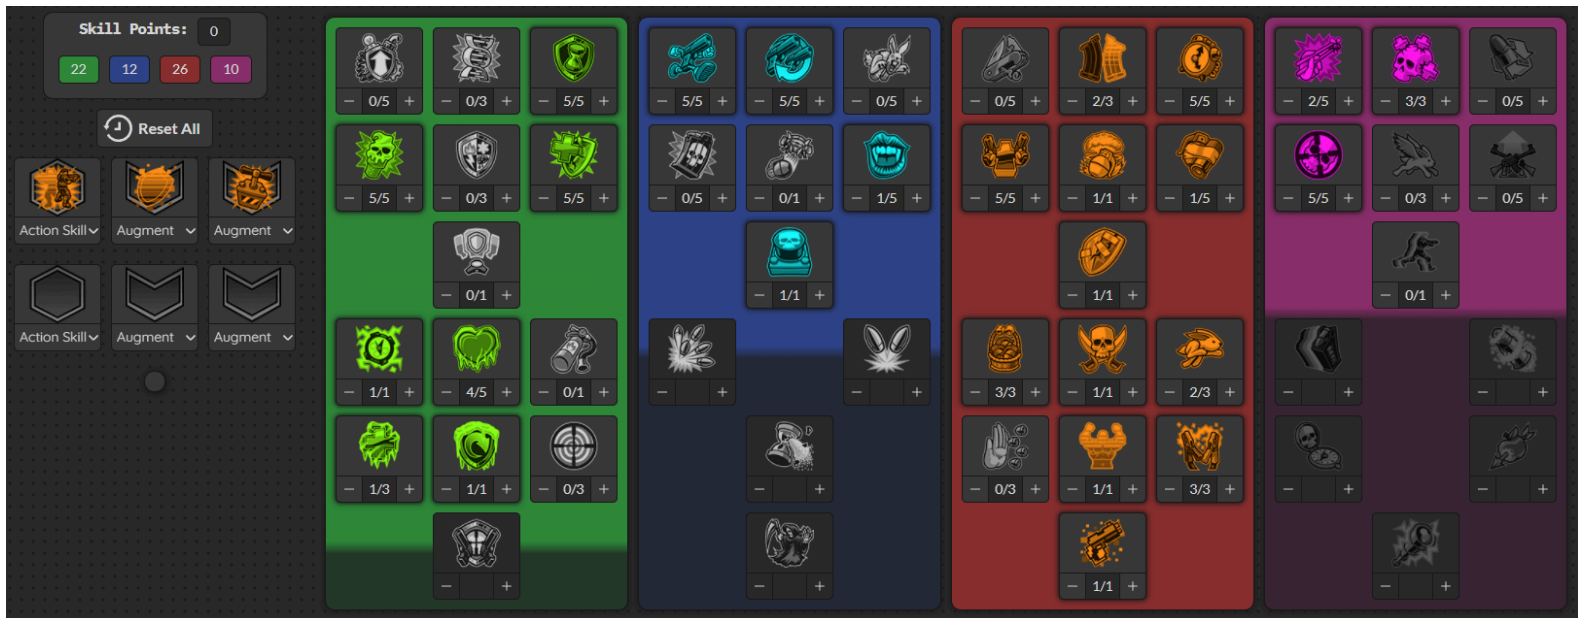 Skill Points: 0
22 12 26 10
Reset All
Action Skill Augment Augment
Action Skill Augment Augment
− 0/5 + − 0/3 + − 5/5 +
− 5/5 + − 0/3 + − 5/5 +
− 0/1 +
− 1/1 + − 4/5 + − 0/1 +
− 1/3 + − 1/1 + − 0/3 +
− +
− 5/5 + − 5/5 + − 0/5 +
− 0/5 + − 0/1 + − 1/5 +
− 1/1 +
− + − +
− +
− +
− 0/5 + − 2/3 + − 5/5 +
− 5/5 + − 1/1 + − 1/5 +
− 1/1 +
− 3/3 + − 1/1 + − 2/3 +
− 0/3 + − 1/1 + − 3/3 +
− 1/1 +
− 2/5 + − 3/3 + − 0/5 +
− 5/5 + − 0/3 + − 0/5 +
− 0/1 +
− + − +
− + − +
− +